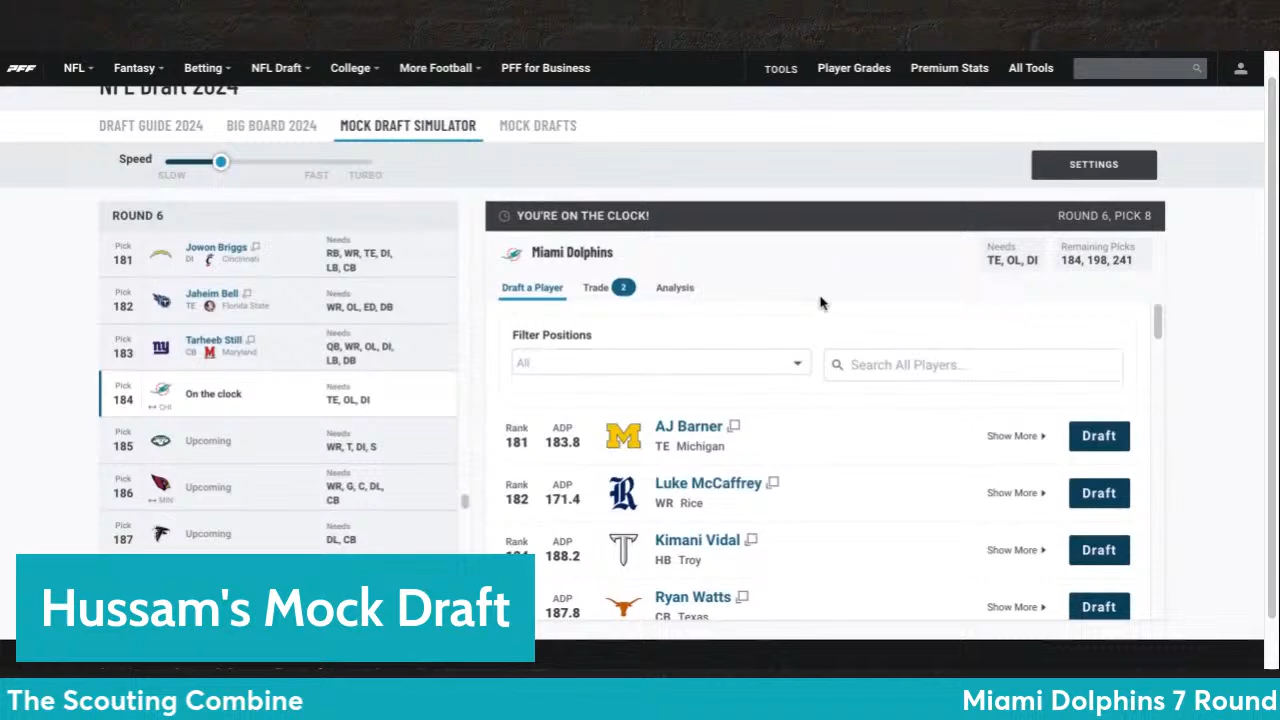 PFF
NFL
Fantasy
Betting
NFL Draft
College
More Football
PFF for Business
TOOLS
Player Grades
Premium Stats
All Tools
NFL Draft 2024
DRAFT GUIDE 2024
BIG BOARD 2024
MOCK DRAFT SIMULATOR
MOCK DRAFTS
Speed
SLOW
FAST
TURBO
SETTINGS
ROUND 6
Pick
181
Jowon Briggs
DI Cincinnati
Needs
RB, WR, TE, DI,
LB, CB
Pick
182
Jaheim Bell
TE Florida State
Needs
WR, OL, ED, DB
Pick
183
Tarheeb Still
CB Maryland
Needs
QB, WR, OL, DI,
LB, DB
Pick
184
CHI
On the clock
Needs
TE, OL, DI
Pick
185
Upcoming
Needs
WR, T, DI, S
Pick
186
MIN
Upcoming
Needs
WR, G, C, DL,
CB
Pick
187
Upcoming
Needs
DL, CB
YOU'RE ON THE CLOCK!
ROUND 6, PICK 8
Miami Dolphins
Needs
TE, OL, DI
Remaining Picks
184, 198, 241
Draft a Player
Trade 2
Analysis
Filter Positions
All
Search All Players...
Rank
181
ADP
183.8
AJ Barner
TE Michigan
Show More
Draft
Rank
182
ADP
171.4
Luke McCaffrey
WR Rice
Show More
Draft
Rank
184
ADP
188.2
Kimani Vidal
HB Troy
Show More
Draft
ADP
187.8
Ryan Watts
CB Texas
Show More
Draft
Hussam's Mock Draft
The Scouting Combine
Miami Dolphins 7 Round